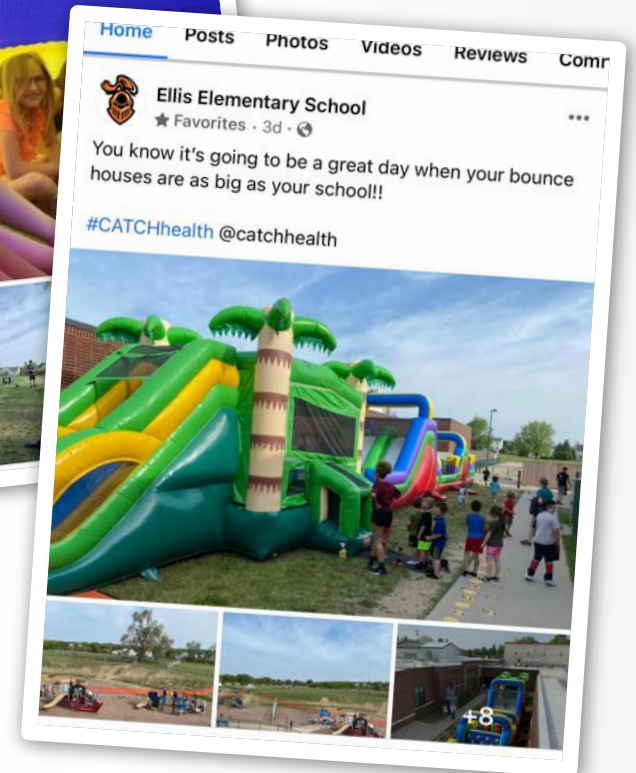 Home Posts Photos Videos Reviews
Ellis Elementary School
Favorites · 3d ·
You know it's going to be a great day when your bounce
houses are as big as your school!!
#CATCHhealth @catchhealth
+8